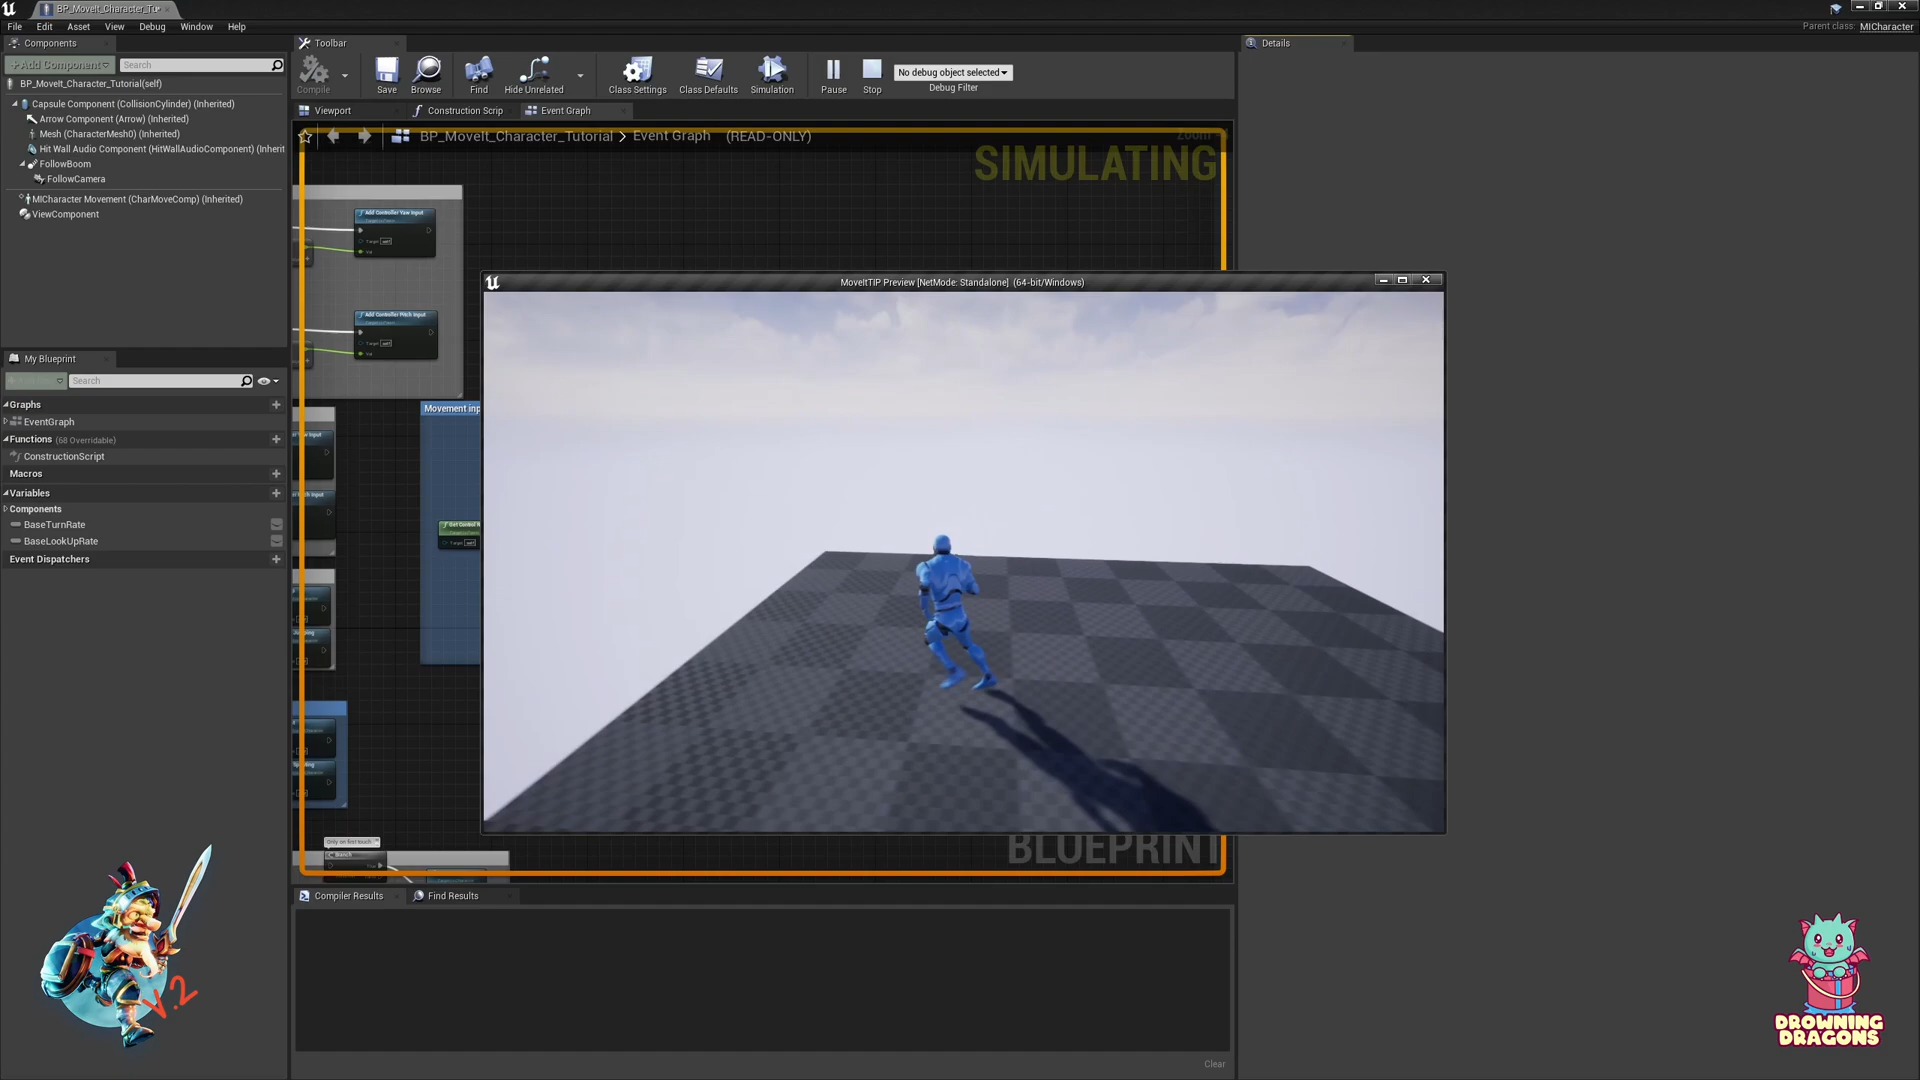 BP_MoveIt_Character_Tu
File Edit Asset View Debug Window Help
Parent class: MICharacter
Components
Toolbar
Details
+Add Component
Search
BP_MoveIt_Character_Tutorial(self)
Capsule Component (CollisionCylinder) (Inherited)
Arrow Component (Arrow) (Inherited)
Mesh (CharacterMesh0) (Inherited)
Hit Wall Audio Component (HitWallAudioComponent) (Inherit
FollowBoom
FollowCamera
MICharacter Movement (CharMoveComp) (Inherited)
ViewComponent
Compile
Save
Browse
Find
Hide Unrelated
Class Settings
Class Defaults
Simulation
Pause
Stop
No debug object selected
Debug Filter
Viewport
Construction Scrip
Event Graph
BP_MoveIt_Character_Tutorial > Event Graph (READ-ONLY)
Zoom
SIMULATING
Add Controller Yaw Input
Target self
Val
Add Controller Pitch Input
Target self
Val
Movement inp
Target self
MoveItTIP Preview [NetMode: Standalone] (64-bit/Windows)
My Blueprint
Search
Graphs
EventGraph
Functions (68 Overridable)
ConstructionScript
Macros
Variables
Components
BaseTurnRate
BaseLookUpRate
Event Dispatchers
Only on first touch
Branch
BLUEPRINT
Compiler Results
Find Results
Clear
V.2
DROWNING
DRAGONS